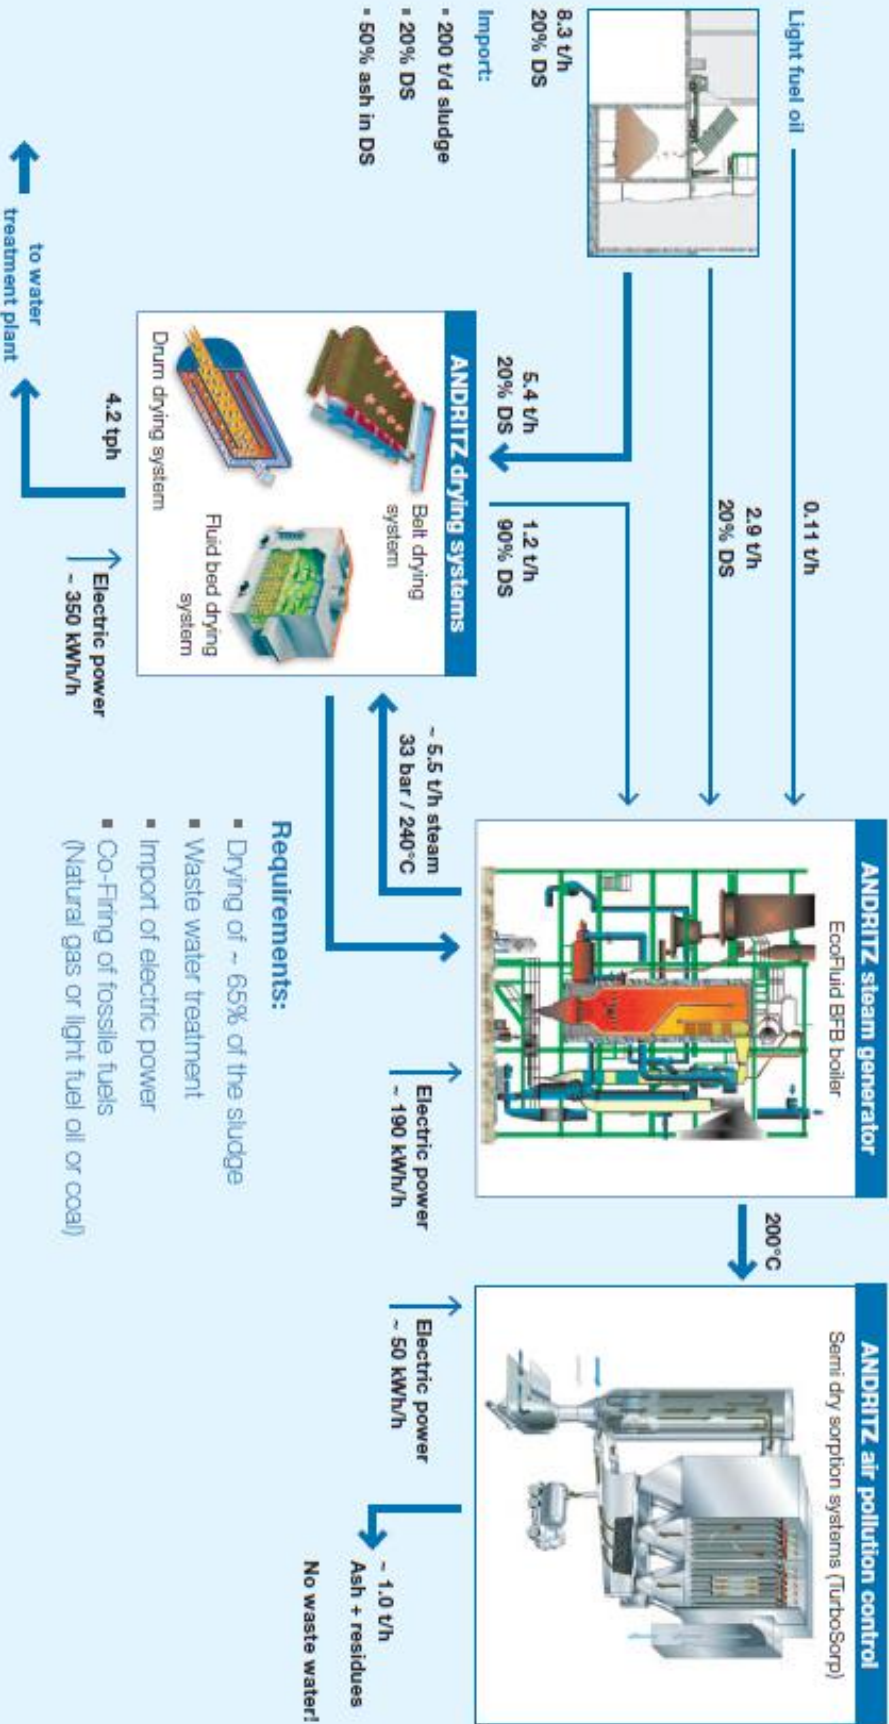 Light fuel oil
0.11 t/h
8.3 t/h
20% DS
2.9 t/h
20% DS
Import:
▪ 200 t/d sludge
▪ 20% DS
▪ 50% ash in DS
5.4 t/h
20% DS
1.2 t/h
90% DS
ANDRITZ drying systems
Belt drying
system
Drum drying system
Fluid bed drying
system
4.2 tph
to water
treatment plant
Electric power
~ 350 kWh/h
~ 5.5 t/h steam
33 bar / 240°C
ANDRITZ steam generator
EcoFluid BFB boiler
Electric power
~ 190 kWh/h
200°C
ANDRITZ air pollution control
Semi dry sorption systems (TurboSorp)
Electric power
~ 50 kWh/h
~ 1.0 t/h
Ash + residues
No waste water!
Requirements:
▪ Drying of ~ 65% of the sludge
▪ Waste water treatment
▪ Import of electric power
▪ Co-Firing of fossile fuels
(Natural gas or light fuel oil or coal)